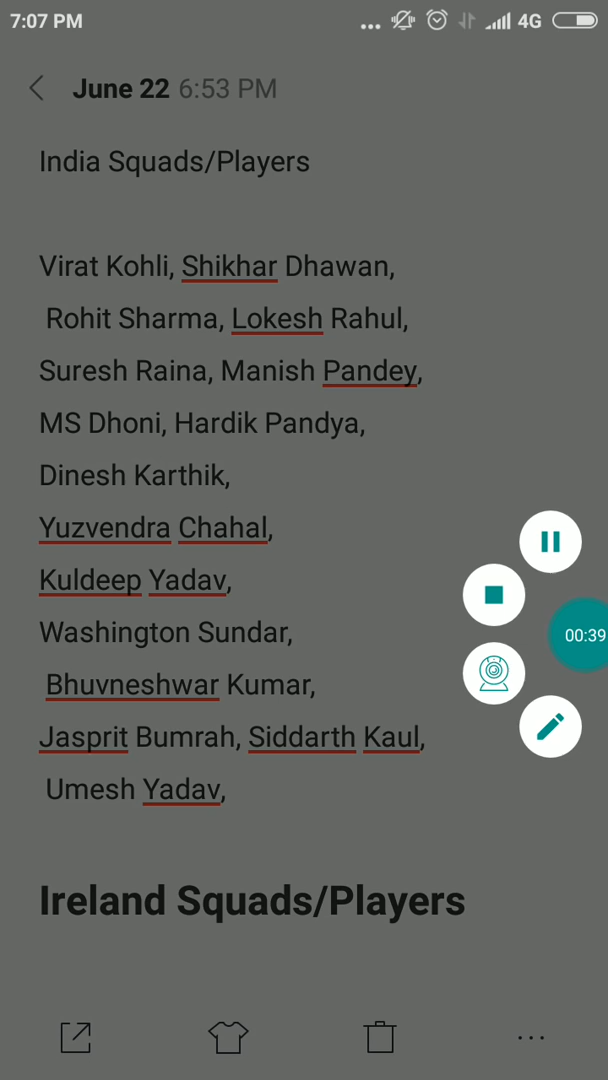 7:07 PM ... 4G
June 22 6:53 PM
India Squads/Players
Virat Kohli, Shikhar Dhawan,
Rohit Sharma, Lokesh Rahul,
Suresh Raina, Manish Pandey,
MS Dhoni, Hardik Pandya,
Dinesh Karthik,
Yuzvendra Chahal,
Kuldeep Yadav,
00:39
Washington Sundar,
Bhuvneshwar Kumar,
Jasprit Bumrah, Siddarth Kaul,
Umesh Yadav,
Ireland Squads/Players